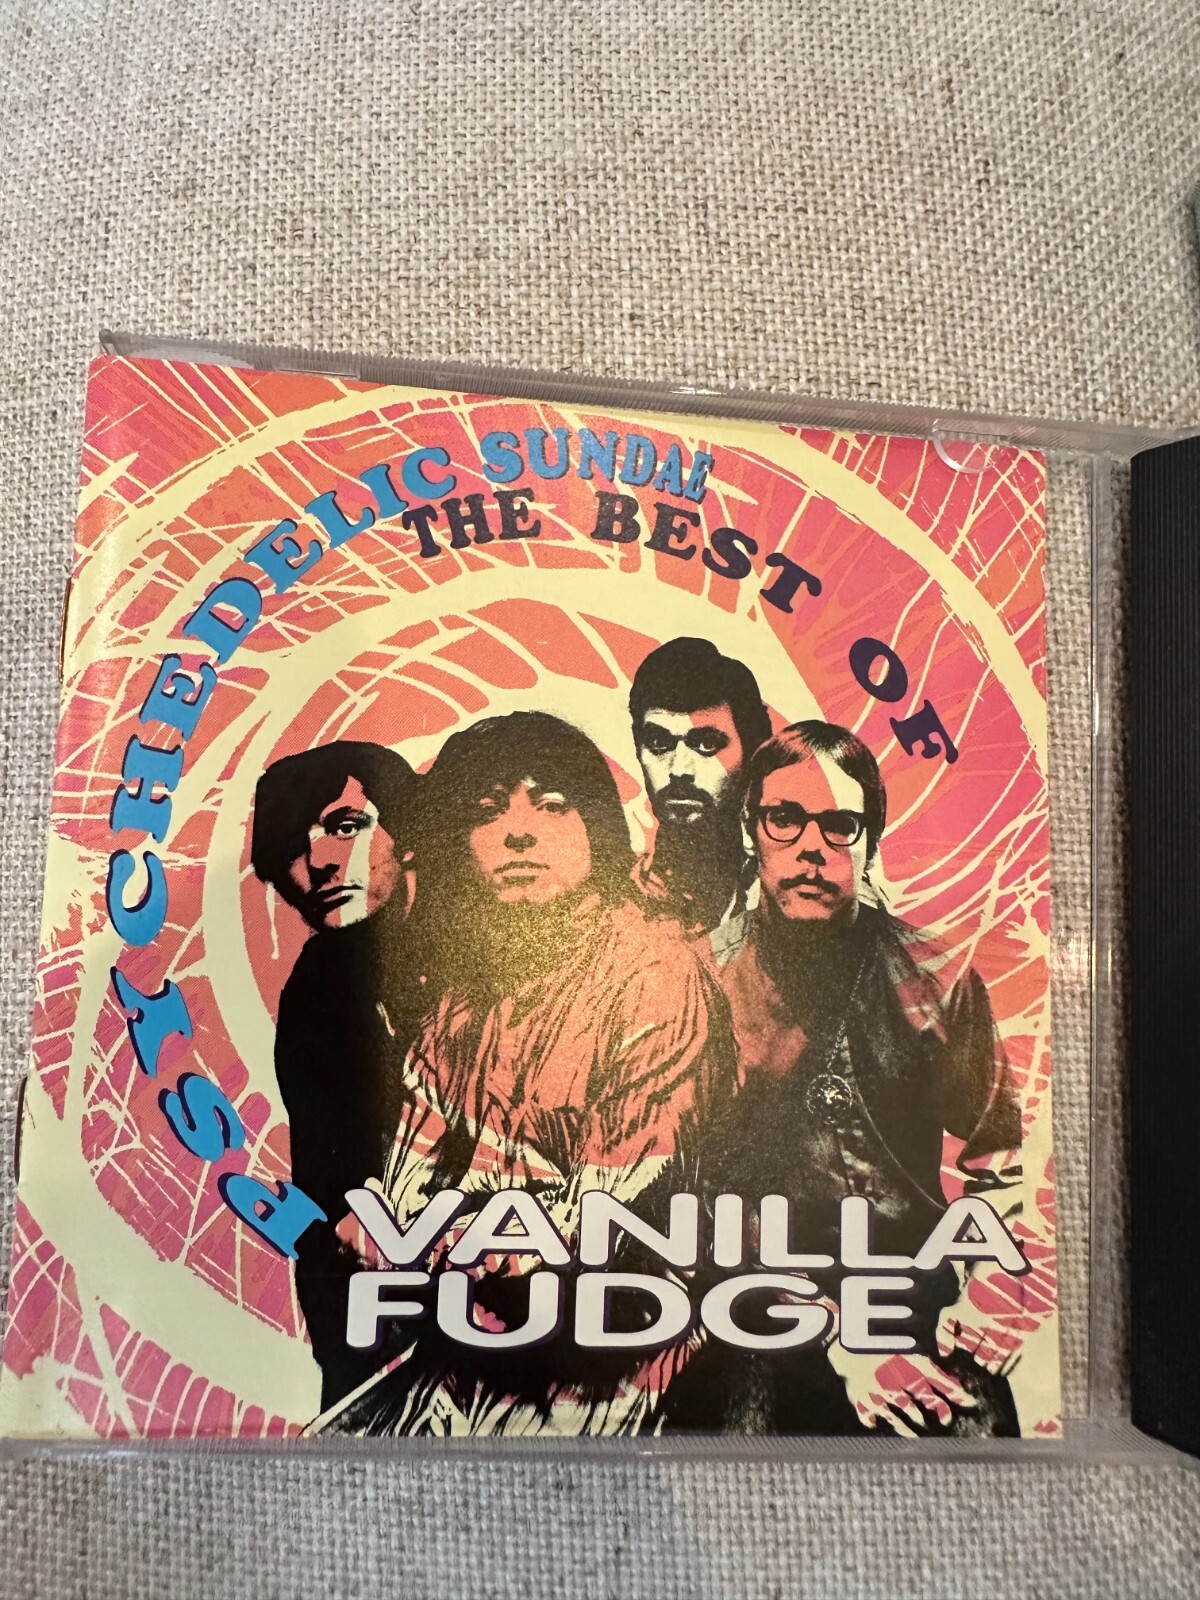 PSYCHEDELIC SUNDAE
THE BEST OF
VANILLA
FUDGE